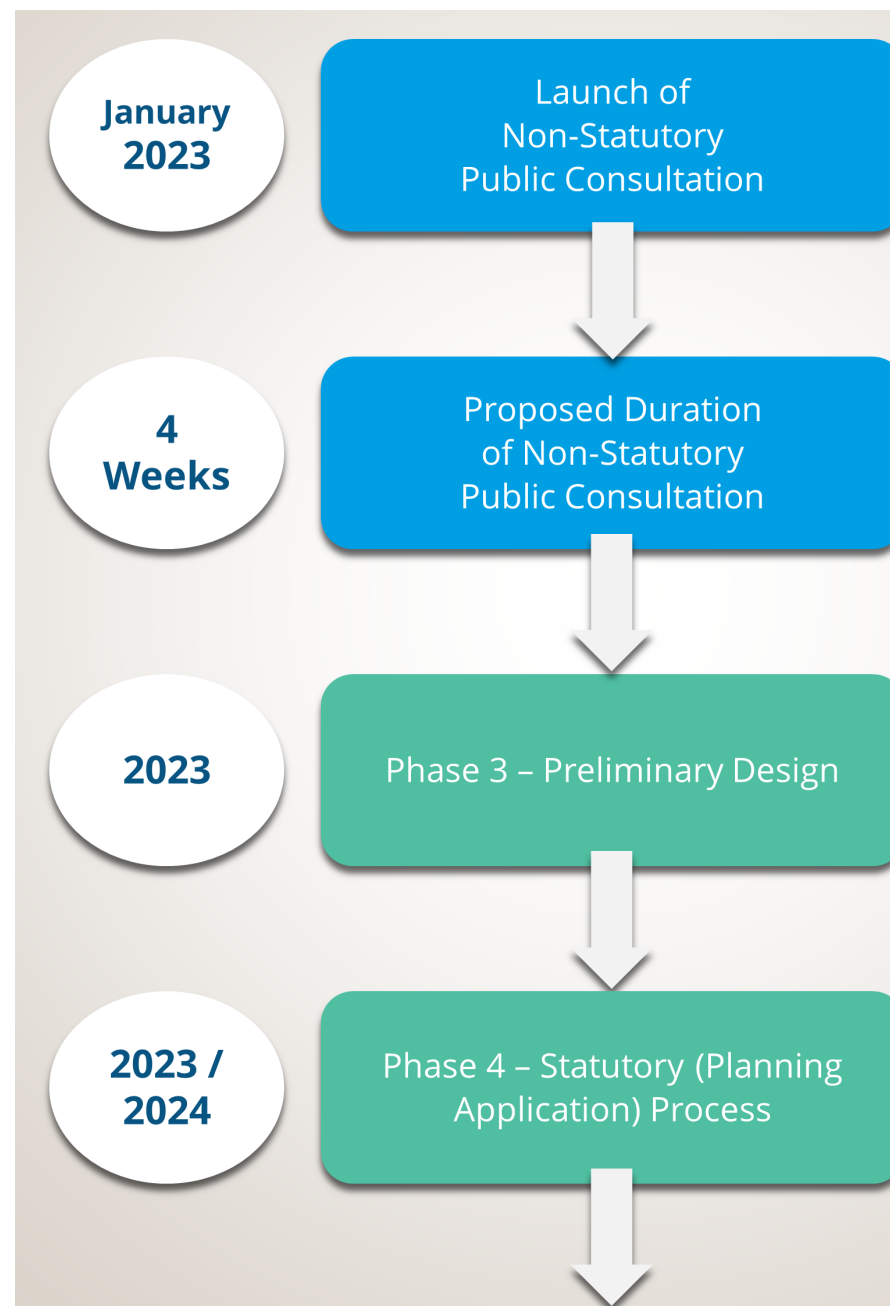 January
2023
Launch of
Non-Statutory
Public Consultation
4
Weeks
Proposed Duration
of Non-Statutory
Public Consultation
2023
Phase 3 – Preliminary Design
2023 /
2024
Phase 4 – Statutory (Planning
Application) Process